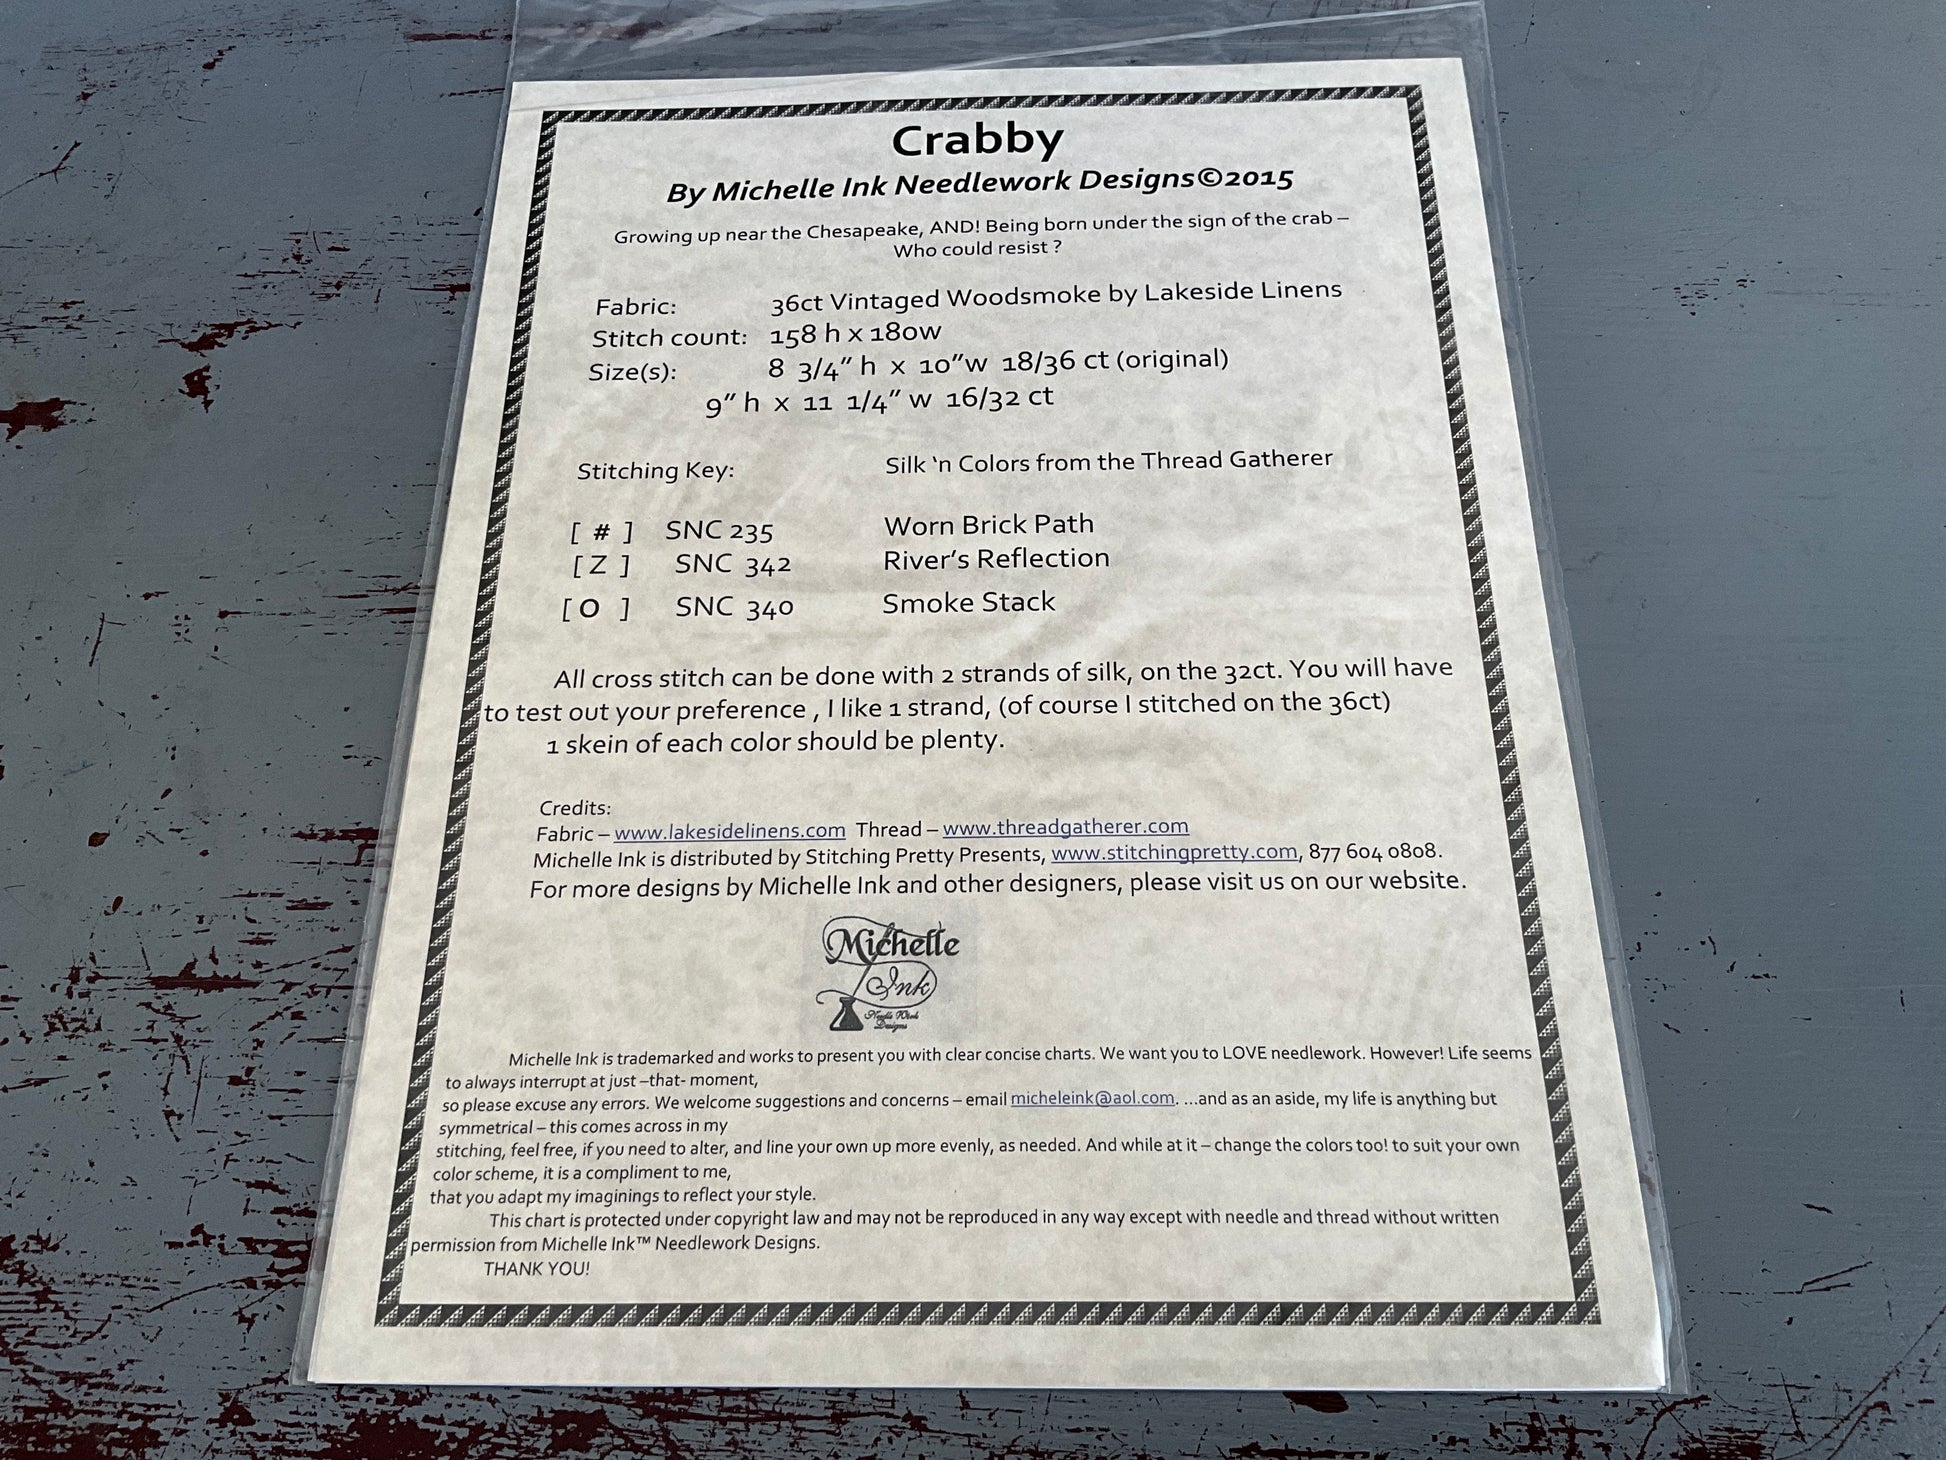 Crabby
By Michelle Ink Needlework Designs©2015
Growing up near the Chesapeake, AND! Being born under the sign of the crab –
Who could resist ?
Fabric: 36ct Vintaged Woodsmoke by Lakeside Linens
Stitch count: 158 h x 180w
Size(s): 8 3/4” h x 10”w 18/36 ct (original)
9” h x 11 1/4” w 16/32 ct
Stitching Key: Silk ‘n Colors from the Thread Gatherer
[ # ] SNC 235 Worn Brick Path
[ Z ] SNC 342 River’s Reflection
[ O ] SNC 340 Smoke Stack
All cross stitch can be done with 2 strands of silk, on the 32ct. You will have
to test out your preference , I like 1 strand, (of course I stitched on the 36ct)
1 skein of each color should be plenty.
Credits:
Fabric – www.lakesidelinens.com Thread – www.threadgatherer.com
Michelle Ink is distributed by Stitching Pretty Presents, www.stitchingpretty.com, 877 604 0808.
For more designs by Michelle Ink and other designers, please visit us on our website.
Michelle
Ink
Needle Work
Designs
Michelle Ink is trademarked and works to present you with clear concise charts. We want you to LOVE needlework. However! Life seems
to always interrupt at just –that- moment,
so please excuse any errors. We welcome suggestions and concerns – email micheleink@aol.com. ...and as an aside, my life is anything but
symmetrical – this comes across in my
stitching, feel free, if you need to alter, and line your own up more evenly, as needed. And while at it – change the colors too! to suit your own
color scheme, it is a compliment to me,
that you adapt my imaginings to reflect your style.
This chart is protected under copyright law and may not be reproduced in any way except with needle and thread without written
permission from Michelle Ink™ Needlework Designs.
THANK YOU!